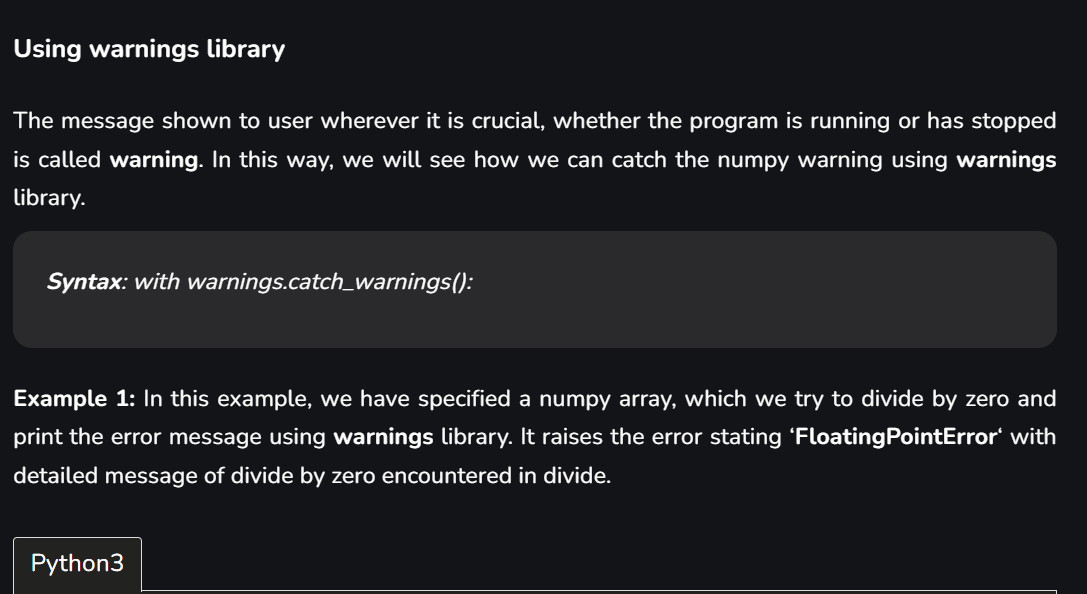 Using warnings library
The message shown to user wherever it is crucial, whether the program is running or has stopped
is called warning. In this way, we will see how we can catch the numpy warning using warnings
library.
Syntax: with warnings.catch_warnings():
Example 1: In this example, we have specified a numpy array, which we try to divide by zero and
print the error message using warnings library. It raises the error stating ‘FloatingPointError‘ with
detailed message of divide by zero encountered in divide.
Python3